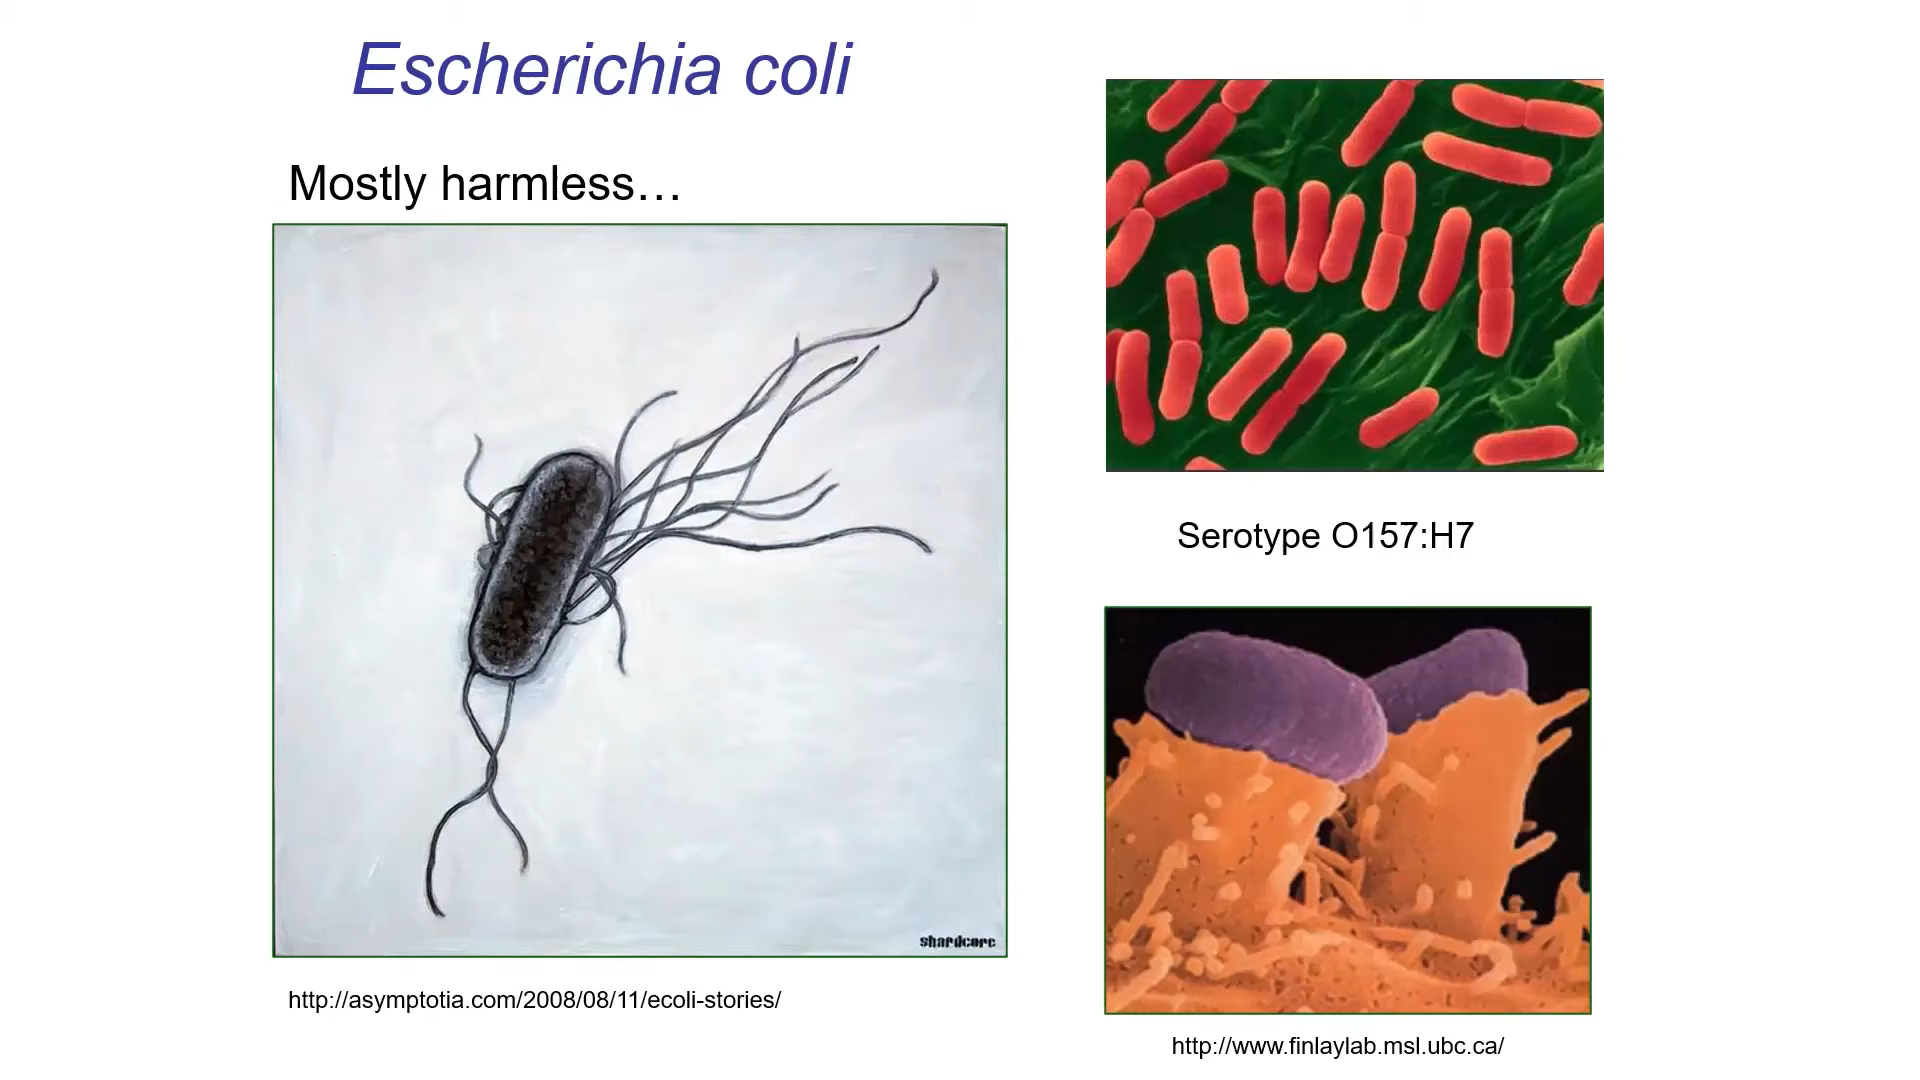 Escherichia coli
Mostly harmless…
shardcore
http://asymptotia.com/2008/08/11/ecoli-stories/
Serotype O157:H7
http://www.finlaylab.msl.ubc.ca/